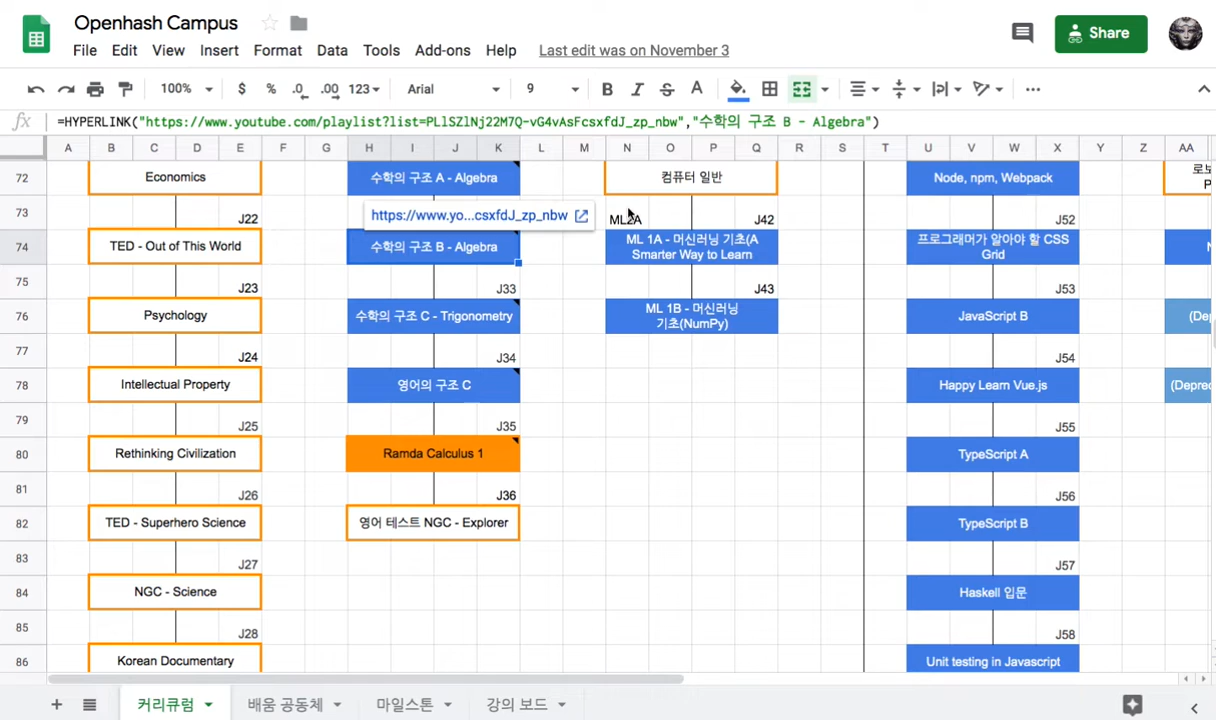 Openhash Campus
File Edit View Insert Format Data Tools Add-ons Help Last edit was on November 3
Share
100% $ % .0 .00 123 Arial 9 B I S A
fx =HYPERLINK("https://www.youtube.com/playlist?list=PLlSZlNj22M7Q-vG4vAsFcsxfdJ_zp_nbw","수학의 구조 B - Algebra")
A B C D E F G H I J K L M N O P Q R S T U V W X Y Z AA
72 Economics 수학의 구조 A - Algebra 컴퓨터 일반 Node, npm, Webpack
73 J22 https://www.yo...csxfdJ_zp_nbw ML2A J42 J52
74 TED - Out of This World 수학의 구조 B - Algebra ML 1A - 머신러닝 기초(A Smarter Way to Learn 프로그래머가 알아야 할 CSS Grid
75 J23 J33 J43 J53
76 Psychology 수학의 구조 C - Trigonometry ML 1B - 머신러닝 기초(NumPy) JavaScript B (Dep
77 J24 J34 J54
78 Intellectual Property 영어의 구조 C Happy Learn Vue.js (Deprec
79 J25 J35 J55
80 Rethinking Civilization Ramda Calculus 1 TypeScript A
81 J26 J36 J56
82 TED - Superhero Science 영어 테스트 NGC - Explorer TypeScript B
83 J27 J57
84 NGC - Science Haskell 입문
85 J28 J58
86 Korean Documentary Unit testing in Javascript
커리큘럼 배움 공동체 마일스톤 강의 보드